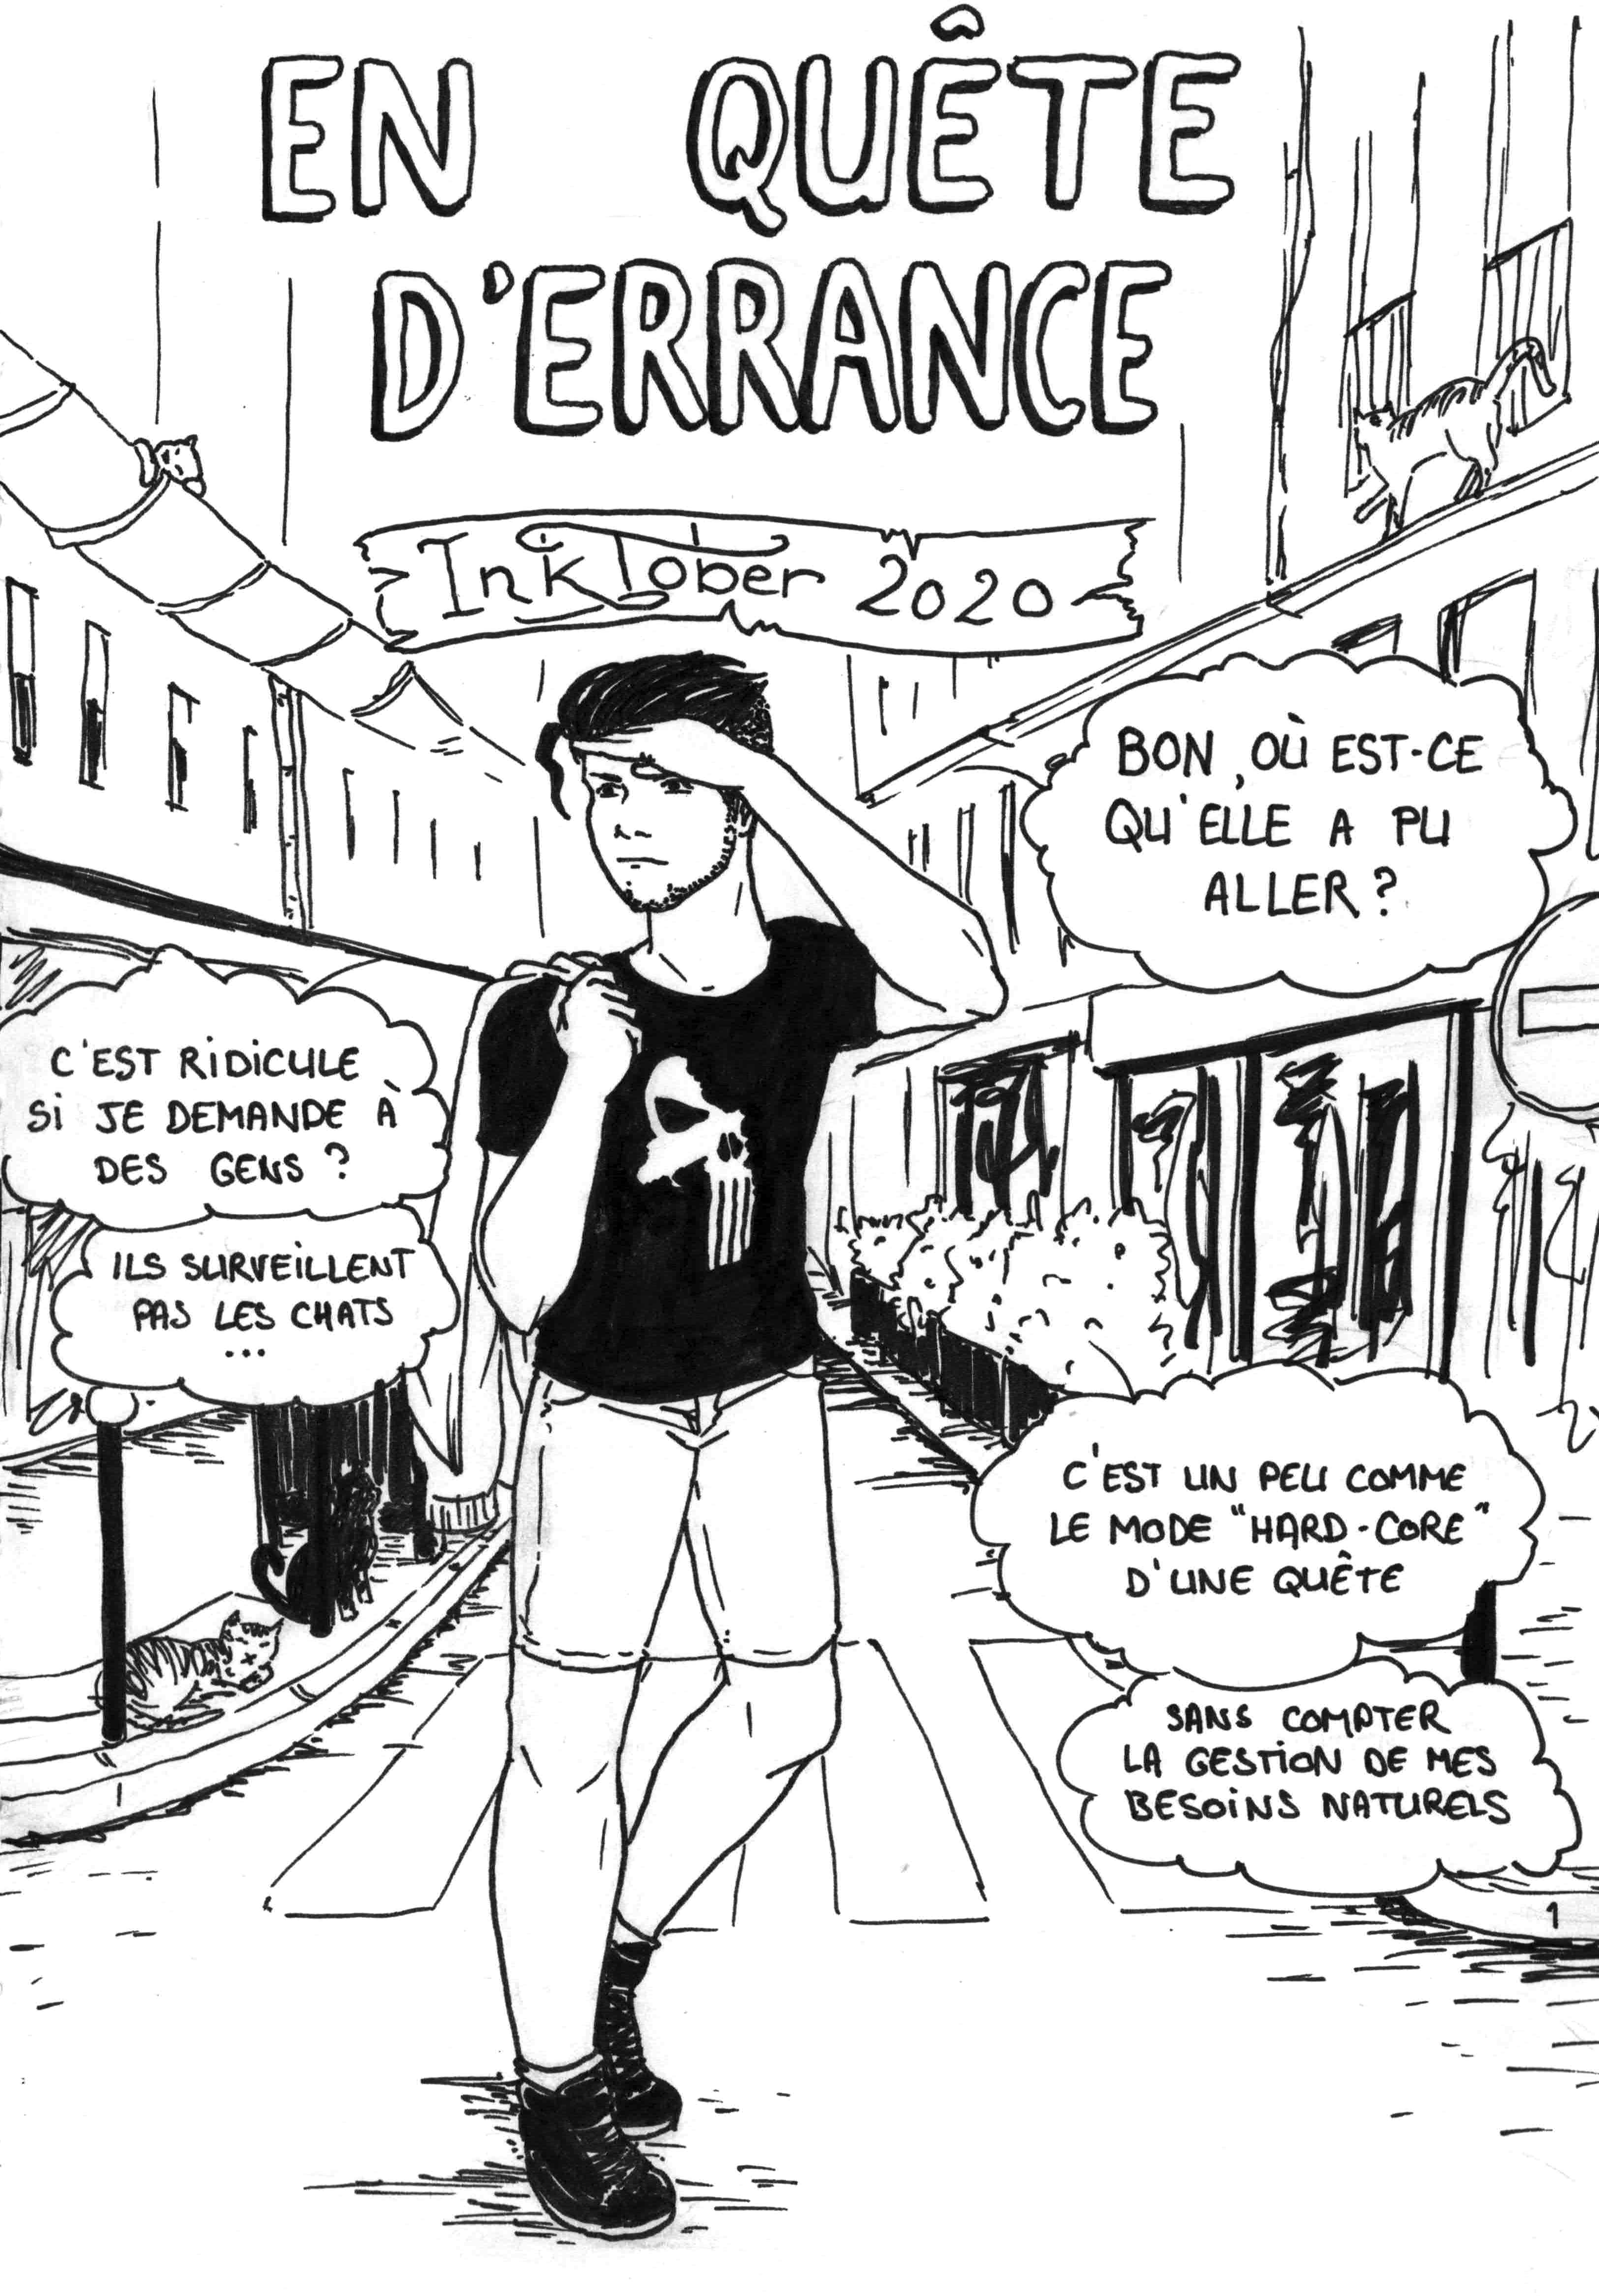 EN QUÊTE
D'ERRANCE
InkTober 2020
BON, OÙ EST-CE
QU'ELLE A PU
ALLER ?
C'EST RIDICULE
SI JE DEMANDE À
DES GENS ?
ILS SURVEILLENT
PAS LES CHATS
...
C'EST UN PEU COMME
LE MODE "HARD-CORE"
D'UNE QUÊTE
SANS COMPTER
LA GESTION DE MES
BESOINS NATURELS
1